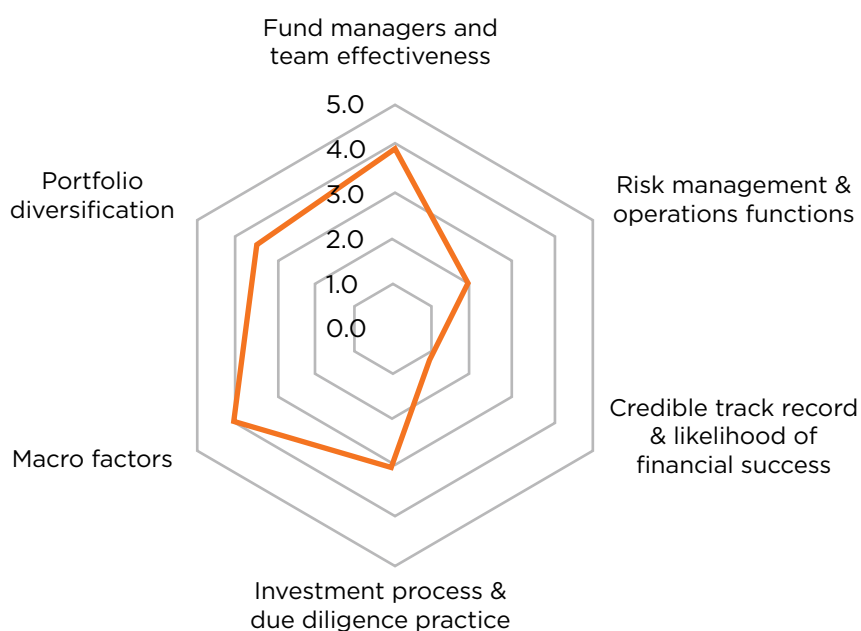 Fund managers and
team effectiveness
5.0
4.0
3.0
2.0
1.0
0.0
Portfolio
diversification
Risk management &
operations functions
Macro factors
Credible track record
& likelihood of
financial success
Investment process &
due diligence practice